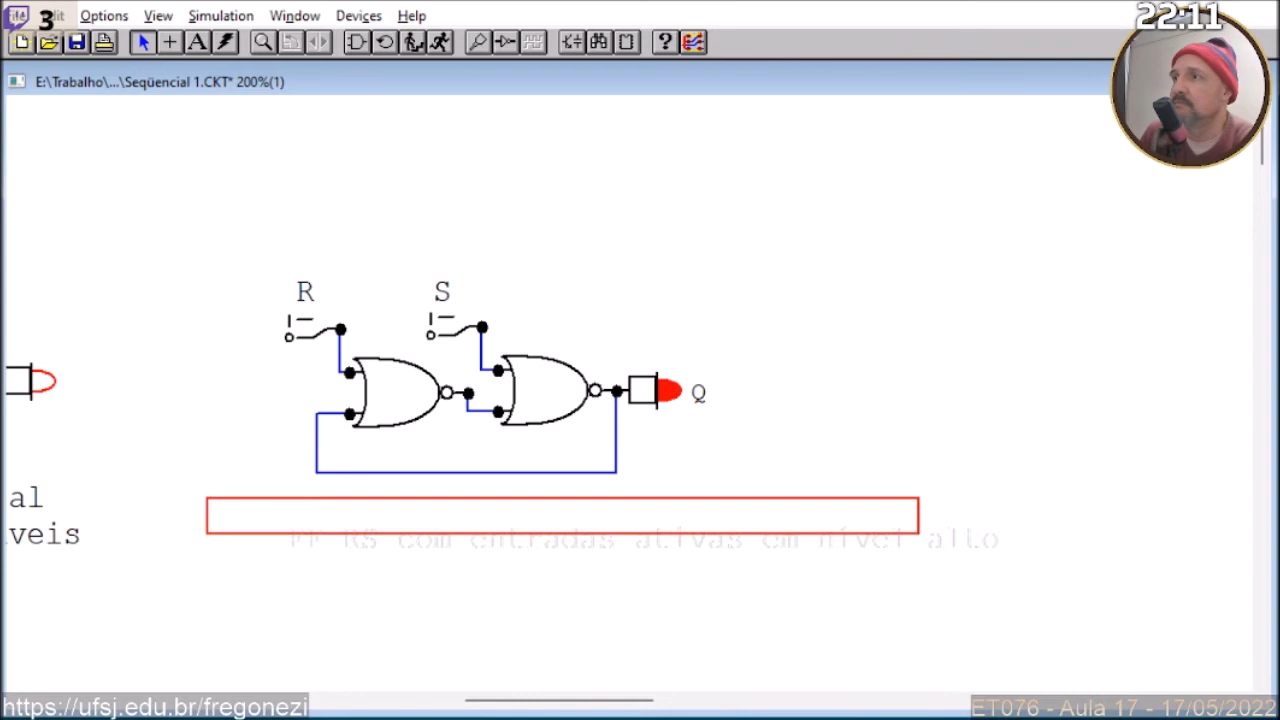 3
Options View Simulation Window Devices Help
22:11
E:\Trabalho\...\Seqüencial 1.CKT* 200%(1)
R S
Q
al
veis
FF RS com entradas ativas em nível alto
https://ufsj.edu.br/fregonezi
ET076 - Aula 17 - 17/05/2022